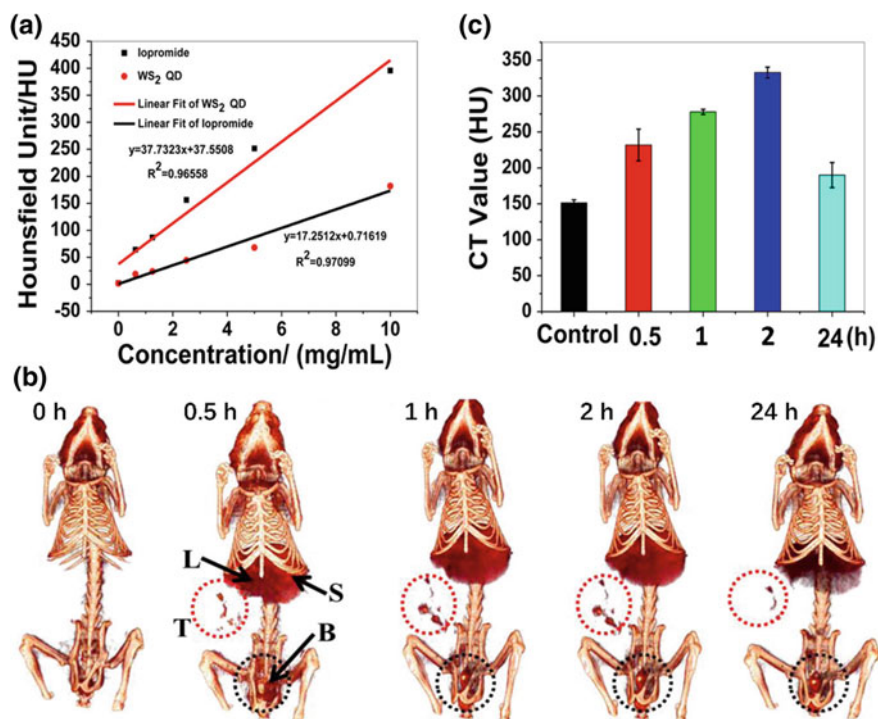 (a)
450
400
350
300
250
200
150
100
50
0
-50
Hounsfield Unit/HU
Iopromide
WS2 QD
Linear Fit of WS2 QD
Linear Fit of Iopromide
y=37.7323x+37.5508
R2=0.96558
y=17.2512x+0.71619
R2=0.97099
0 2 4 6 8 10
Concentration/ (mg/mL)
(c)
350
300
250
200
150
100
50
0
CT Value (HU)
Control 0.5 1 2 24 (h)
(b)
0 h 0.5 h 1 h 2 h 24 h
L
S
T
B